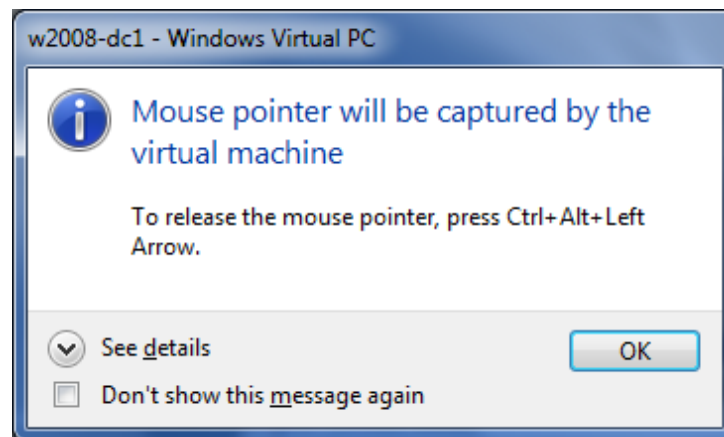 w2008-dc1 - Windows Virtual PC
Mouse pointer will be captured by the
virtual machine
To release the mouse pointer, press Ctrl+Alt+Left
Arrow.
See details
OK
Don't show this message again